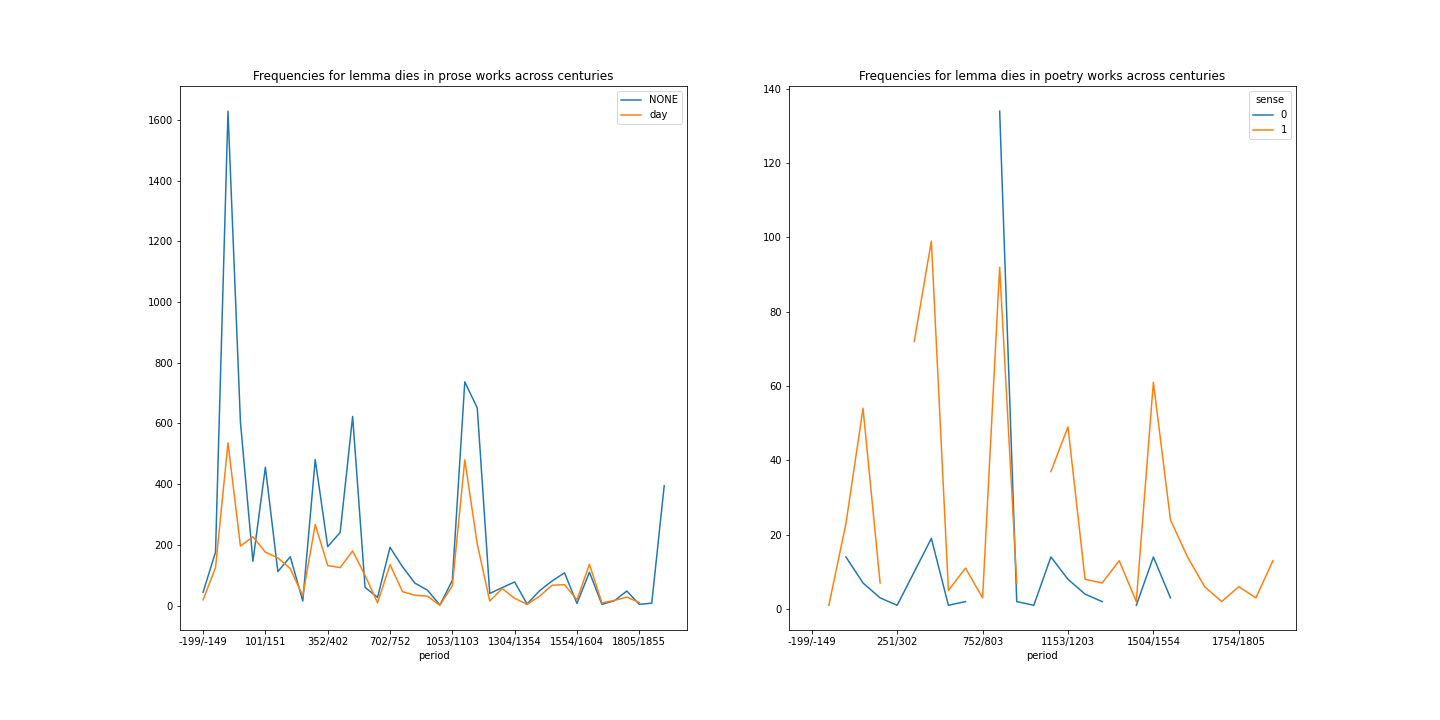 Frequencies for lemma dies in prose works across centuries
NONE
day
1600
1400
1200
1000
800
600
400
200
0
-199/-149 101/151 352/402 702/752 1053/1103 1304/1354 1554/1604 1805/1855
period
Frequencies for lemma dies in poetry works across centuries
sense
0
1
140
120
100
80
60
40
20
0
-199/-149 251/302 752/803 1153/1203 1504/1554 1754/1805
period